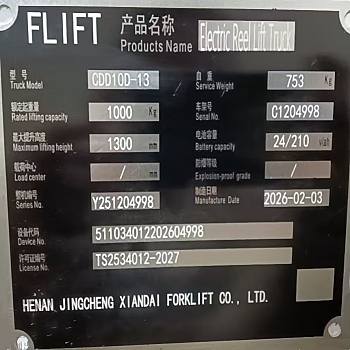 FLIFT
产品名称 Electric Reel Lift Truck
Products Name
型号 CDD10D-13 自重 753 Kg
Truck Model Service Weight
额定起重量 1000 Kg 车架号 C1204998
Rated lifting capacity Serial No.
最大提升高度 1300 mm 电池容量 24/210 v/ah
Maximum lifting height Battery capacity
载荷中心 / mm 防爆等级 /
Load center Explosion-proof grade
整机编号 Y251204998 制造日期 2026-02-03
Series No. Manufacture Date
设备代码 511034012202604998
Device No.
许可证编号 TS2534012-2027
License No.
HENAN JINGCHENG XIANDAI FORKLIFT CO., LTD.